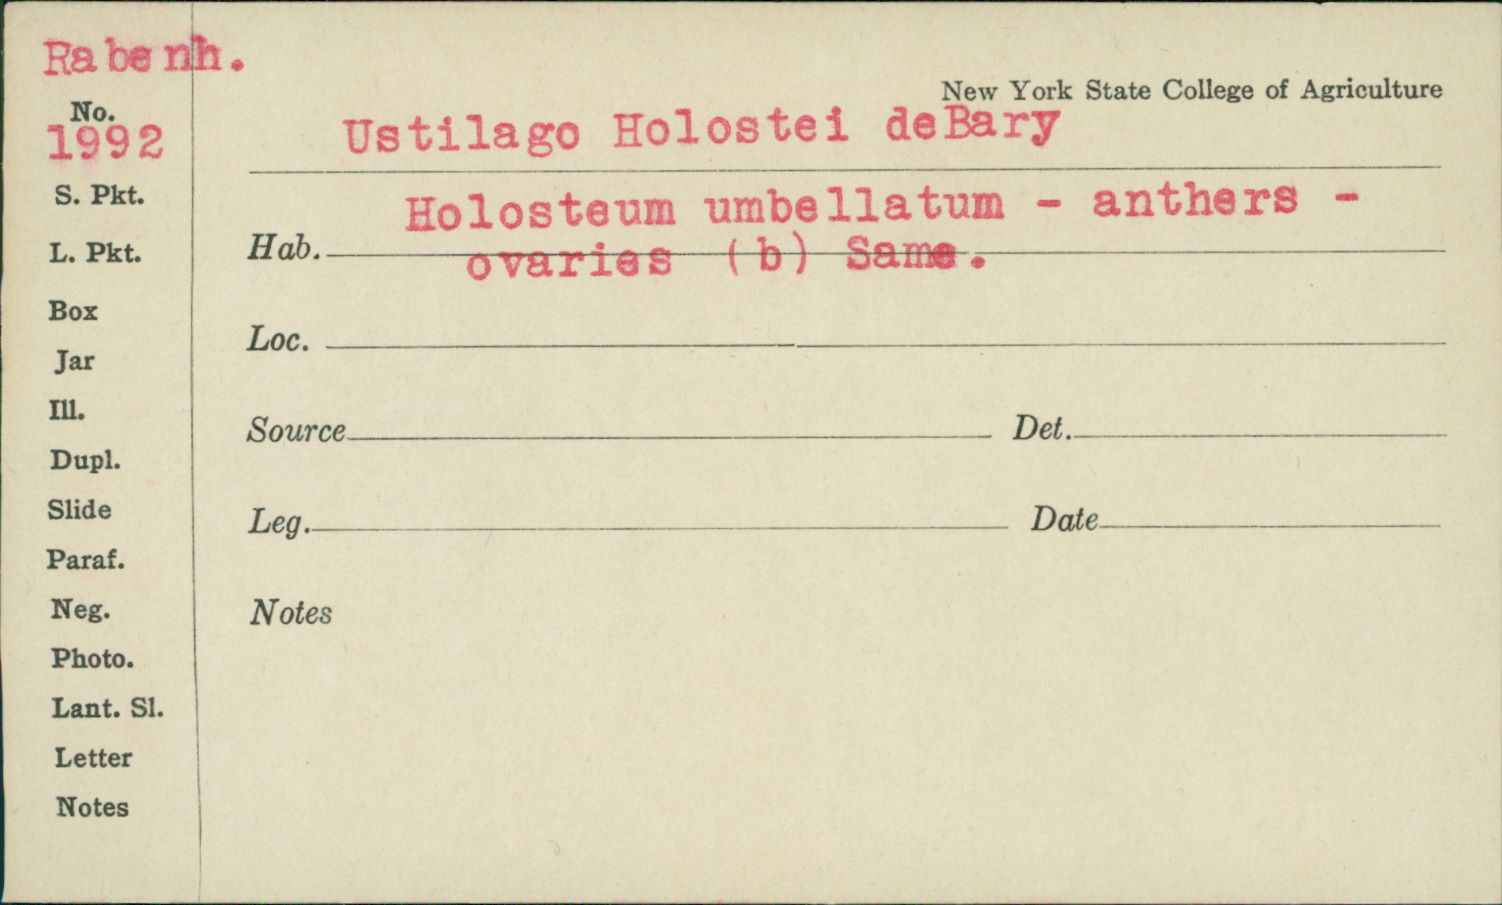 Rabenh.
New York State College of Agriculture
No.
1992
Ustilago Holostei deBary
S. Pkt.
Holosteum umbellatum - anthers -
Hab.
ovaries (b) Same.
L. Pkt.
Box
Loc.
Jar
Ill.
Source Det.
Dupl.
Slide
Leg. Date
Paraf.
Neg.
Notes
Photo.
Lant. Sl.
Letter
Notes